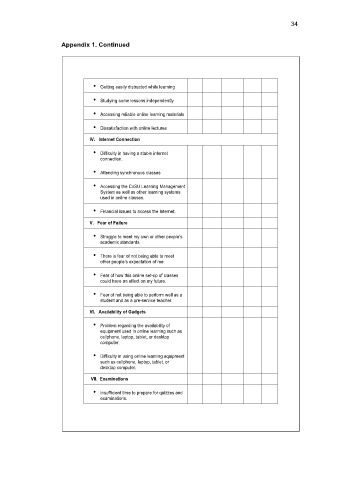 34
Appendix 1. Continued
• Getting easily distracted while learning
• Studying some lessons independently
• Accessing reliable online learning materials
• Dissatisfaction with online lectures
IV. Internet Connection
• Difficulty in having a stable internet
connection.
• Attending synchronous classes
• Accessing the CvSU Learning Management
System as well as other learning systems
used in online classes.
• Financial issues to access the internet.
V. Fear of Failure
• Struggle to meet my own or other people's
academic standards.
• There is fear of not being able to meet
other people's expectation of me.
• Fear of how this online set-up of classes
could have an effect on my future.
• Fear of not being able to perform well as a
student and as a pre-service teacher.
VI. Availability of Gadgets
• Problem regarding the availability of
equipment used in online learning such as
cellphone, laptop, tablet, or desktop
computer.
• Difficulty in using online learning equipment
such as cellphone, laptop, tablet, or
desktop computer.
VII. Examinations
• Insufficient time to prepare for quizzes and
examinations.